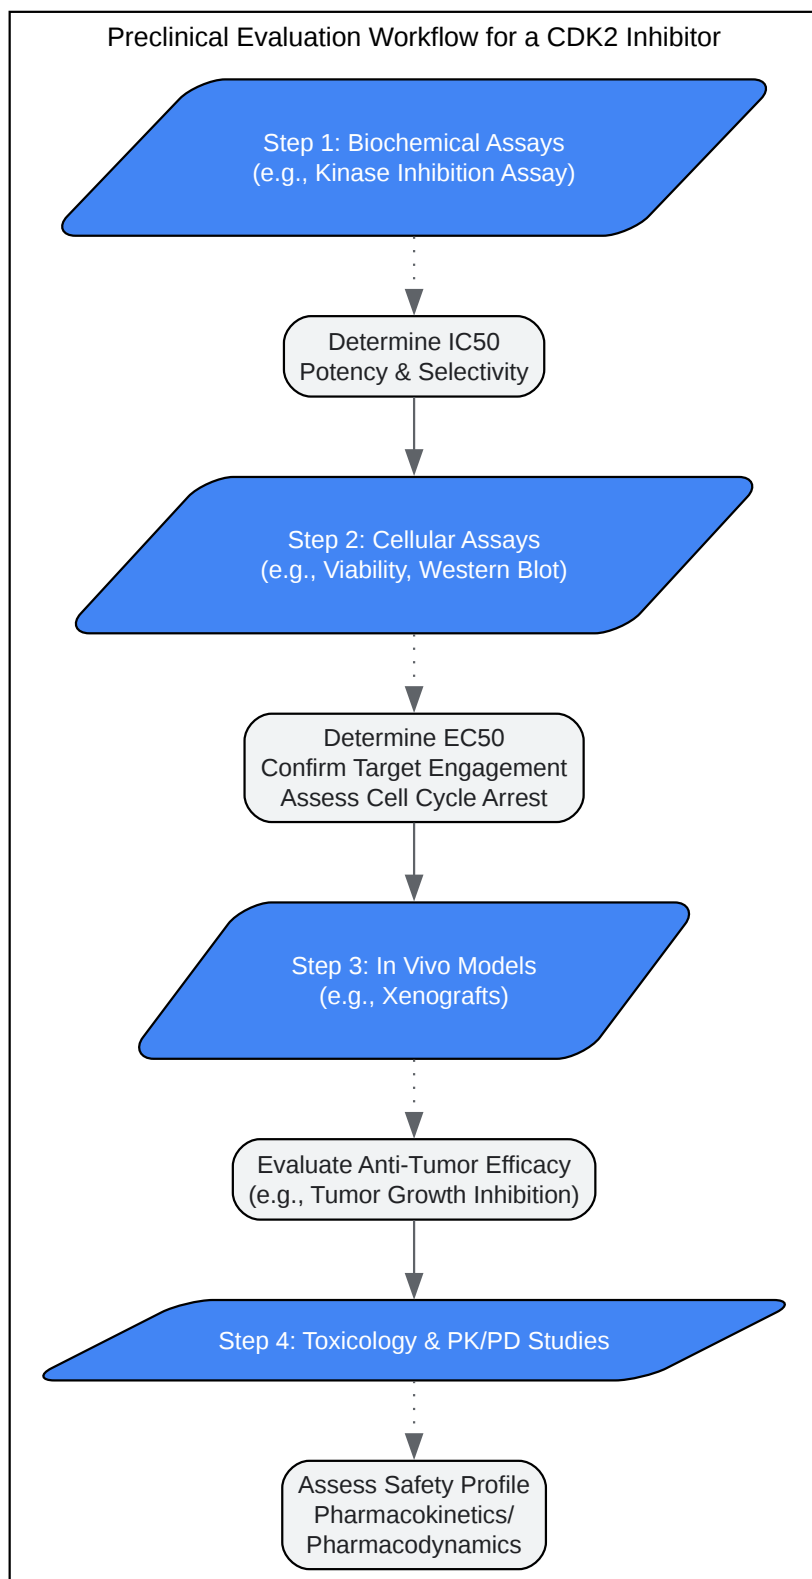 Preclinical Evaluation Workflow for a CDK2 Inhibitor
Step 1: Biochemical Assays
(e.g., Kinase Inhibition Assay)
Determine IC50
Potency & Selectivity
Step 2: Cellular Assays
(e.g., Viability, Western Blot)
Determine EC50
Confirm Target Engagement
Assess Cell Cycle Arrest
Step 3: In Vivo Models
(e.g., Xenografts)
Evaluate Anti-Tumor Efficacy
(e.g., Tumor Growth Inhibition)
Step 4: Toxicology & PK/PD Studies
Assess Safety Profile
Pharmacokinetics/
Pharmacodynamics